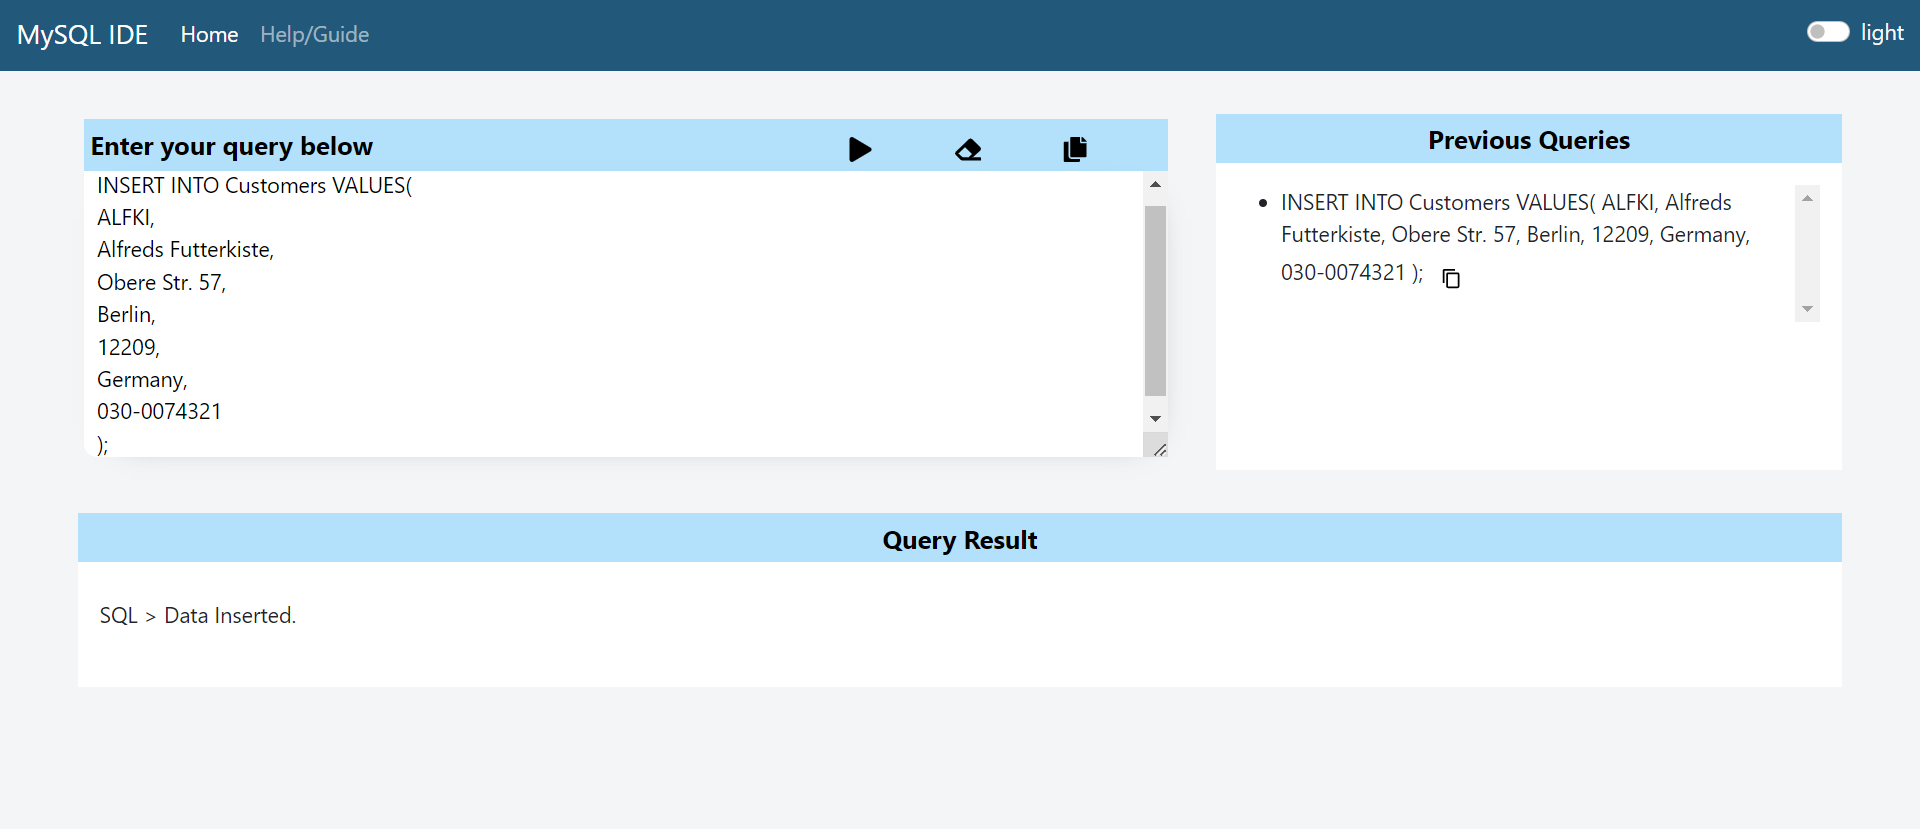 MySQL IDE Home Help/Guide light
Enter your query below
INSERT INTO Customers VALUES(
ALFKI,
Alfreds Futterkiste,
Obere Str. 57,
Berlin,
12209,
Germany,
030-0074321
);
Previous Queries
INSERT INTO Customers VALUES( ALFKI, Alfreds
Futterkiste, Obere Str. 57, Berlin, 12209, Germany,
030-0074321 );
Query Result
SQL > Data Inserted.